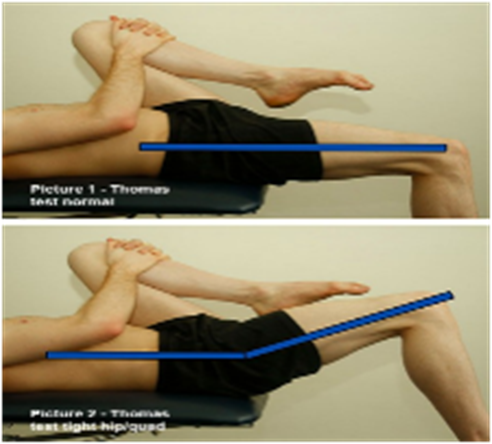 Picture 1 - Thomas
test normal
Picture 2 - Thomas
test tight hip/quad